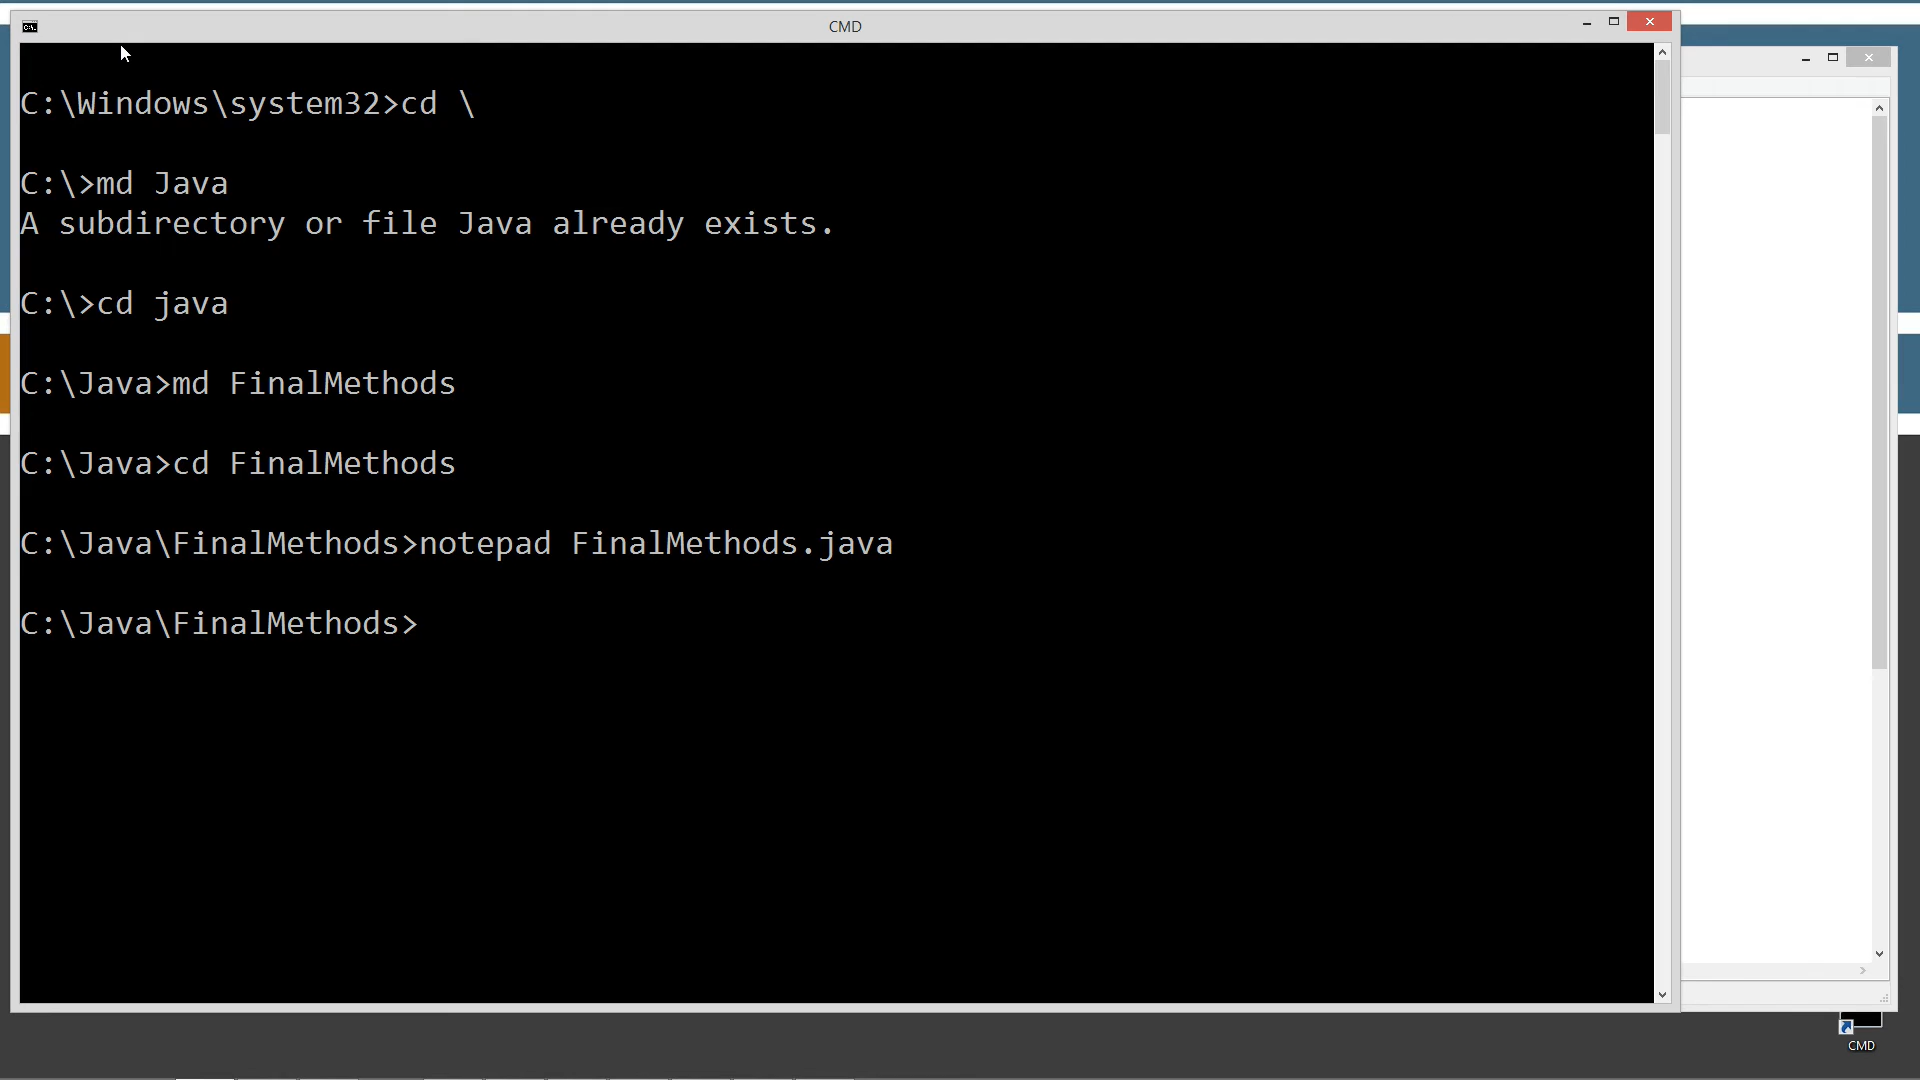 CMD
C:\Windows\system32>cd \
C:\>md Java
A subdirectory or file Java already exists.
C:\>cd java
C:\Java>md FinalMethods
C:\Java>cd FinalMethods
C:\Java\FinalMethods>notepad FinalMethods.java
C:\Java\FinalMethods>
CMD